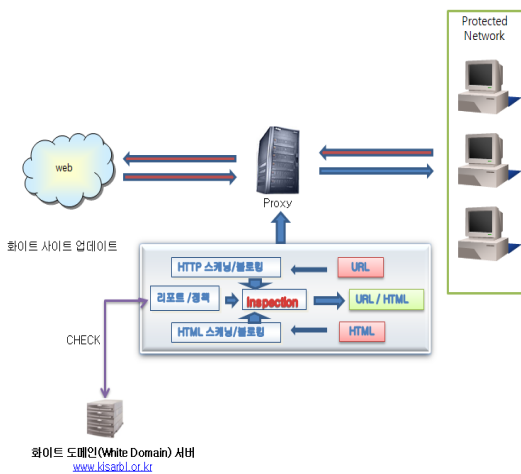 Protected
Network
web
Proxy
화이트 사이트 업데이트
HTTP 스캐닝/블로킹
URL
리포트 /정책
Inspection
URL / HTML
HTML 스캐닝/블로킹
HTML
CHECK
화이트 도메인(White Domain) 서버
www.kisarbl.or.kr